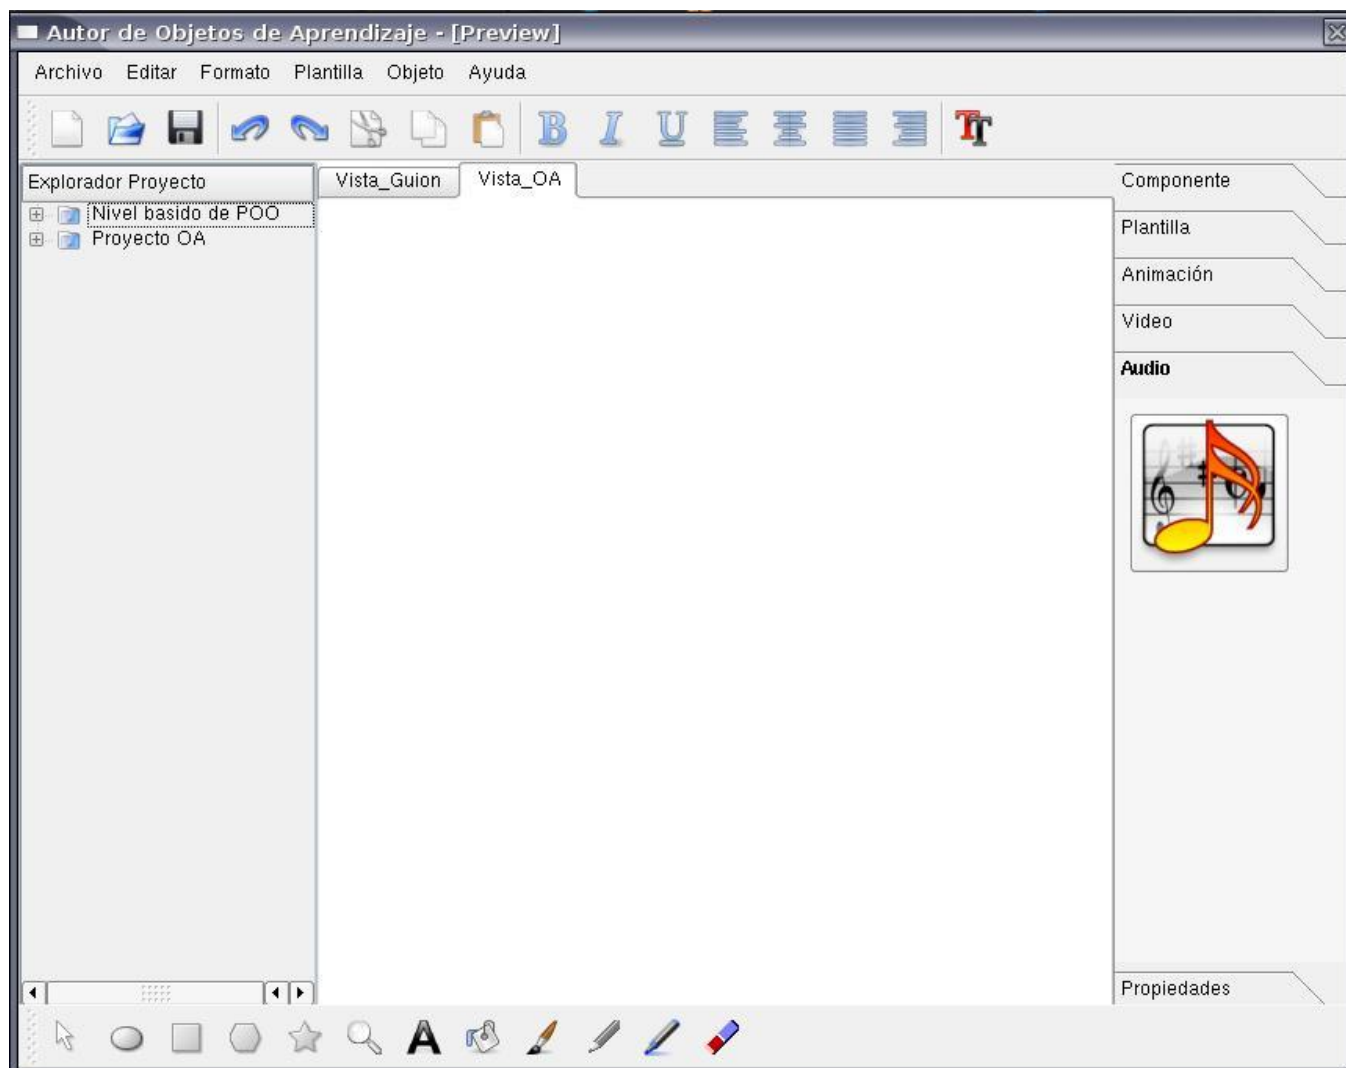 Autor de Objetos de Aprendizaje - [Preview]
Archivo Editar Formato Plantilla Objeto Ayuda
B I U TT
Explorador Proyecto
Nivel basido de POO
Proyecto OA
Vista_Guion Vista_OA
Componente
Plantilla
Animación
Video
Audio
Propiedades
A